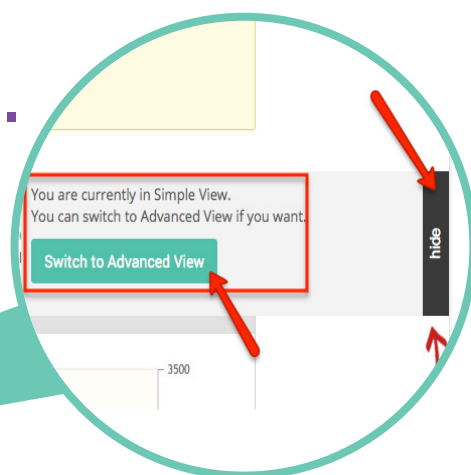 You are currently in Simple View.
You can switch to Advanced View if you want.
Switch to Advanced View
hide
3500